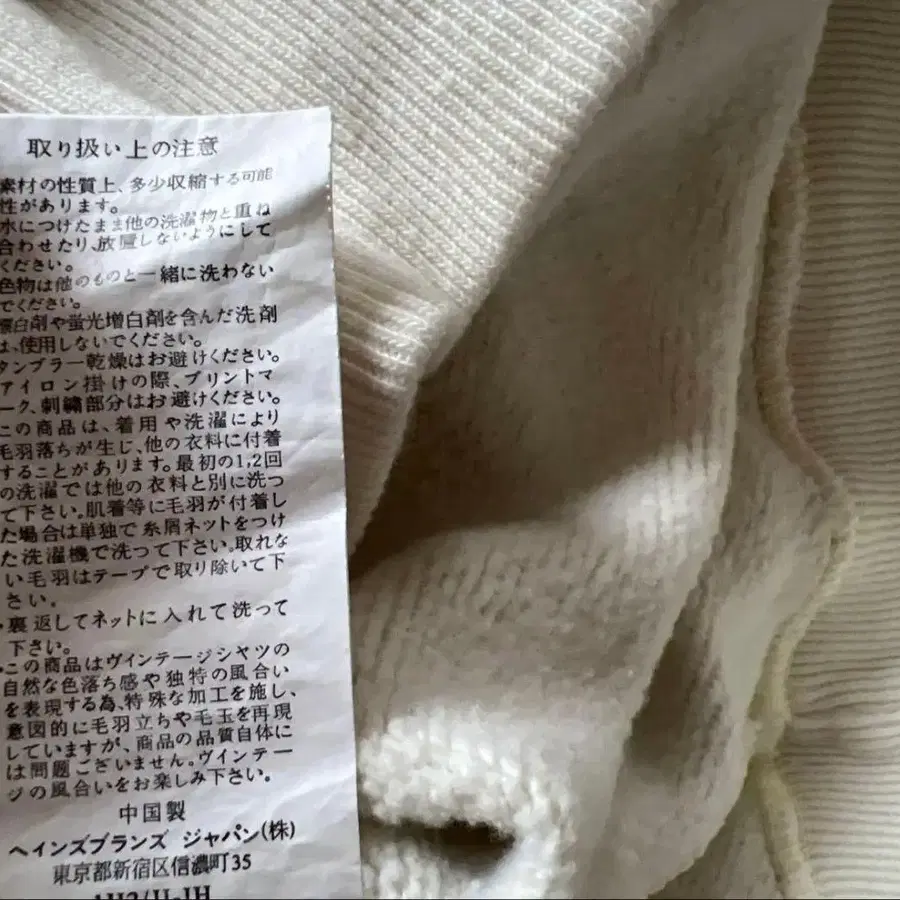 取り扱い上の注意
素材の性質上、多少収縮する可能
性があります。
水につけたまま他の洗濯物と重ね
合わせたり、放置しないようにして
ください。
色物は他のものと一緒に洗わない
でください。
漂白剤や蛍光増白剤を含んだ洗剤
は、使用しないでください。
タンブラー乾燥はお避けください。
アイロン掛けの際、プリントマ
ーク、刺繍部分はお避けください。
この商品は、着用や洗濯により
毛羽落ちが生じ、他の衣料に付着
することがあります。最初の1,2回
の洗濯では他の衣料と別に洗っ
て下さい。肌着等に毛羽が付着し
た場合は単独で糸屑ネットをつけ
た洗濯機で洗って下さい。取れな
い毛羽はテープで取り除いて下
さい。
・裏返してネットに入れて洗って
下さい。
・この商品はヴィンテージシャツの
自然な色落ち感や独特の風合い
を表現する為、特殊な加工を施し、
意図的に毛羽立ちや毛玉を再現
していますが、商品の品質自体に
は問題ございません。ヴィンテー
ジの風合いをお楽しみ下さい。
中国製
ヘインズブランズ ジャパン(株)
東京都新宿区信濃町35